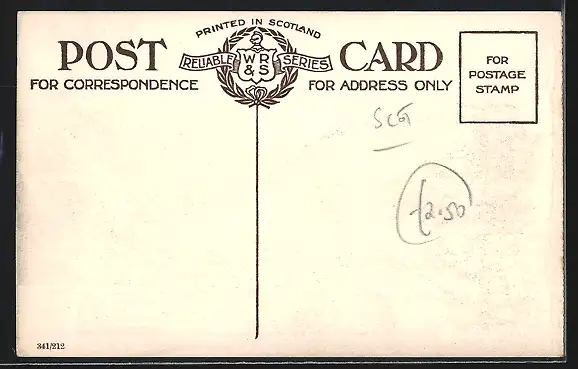 PRINTED IN SCOTLAND
POST CARD
RELIABLE WR & S SERIES
FOR CORRESPONDENCE
FOR ADDRESS ONLY
FOR
POSTAGE
STAMP
SCOT
£2.50
341/212